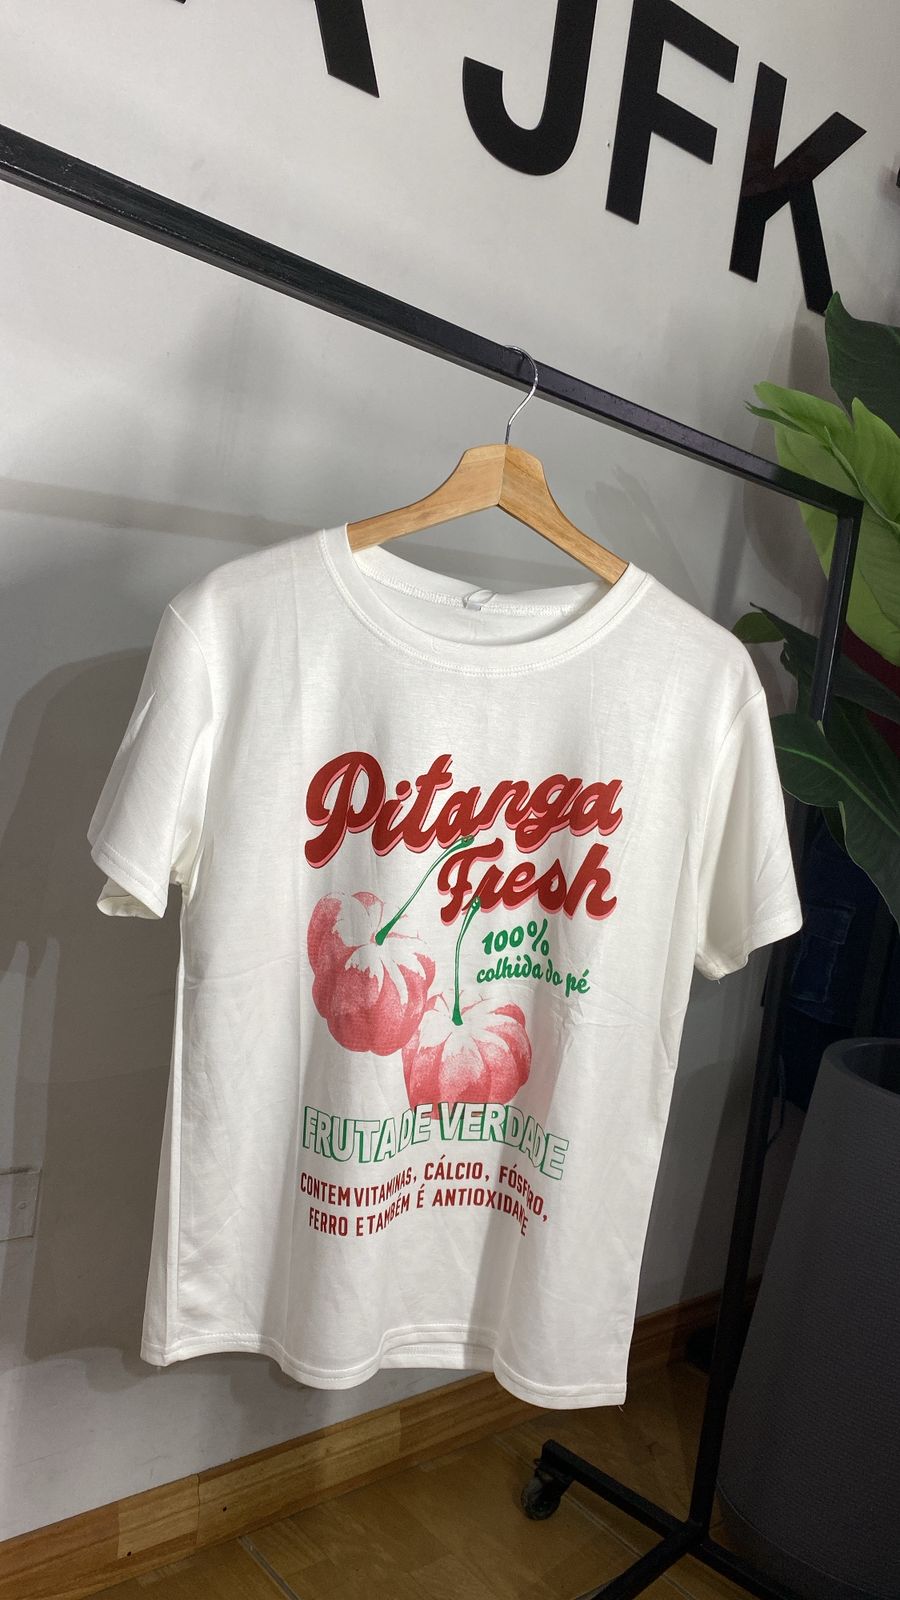 JFK
Pitanga
Fresh
100%
colhida do pé
FRUTA DE VERDADE
CONTEM VITAMINAS, CÁLCIO, FÓSFORO,
FERRO E TAMBÉM É ANTIOXIDANTE